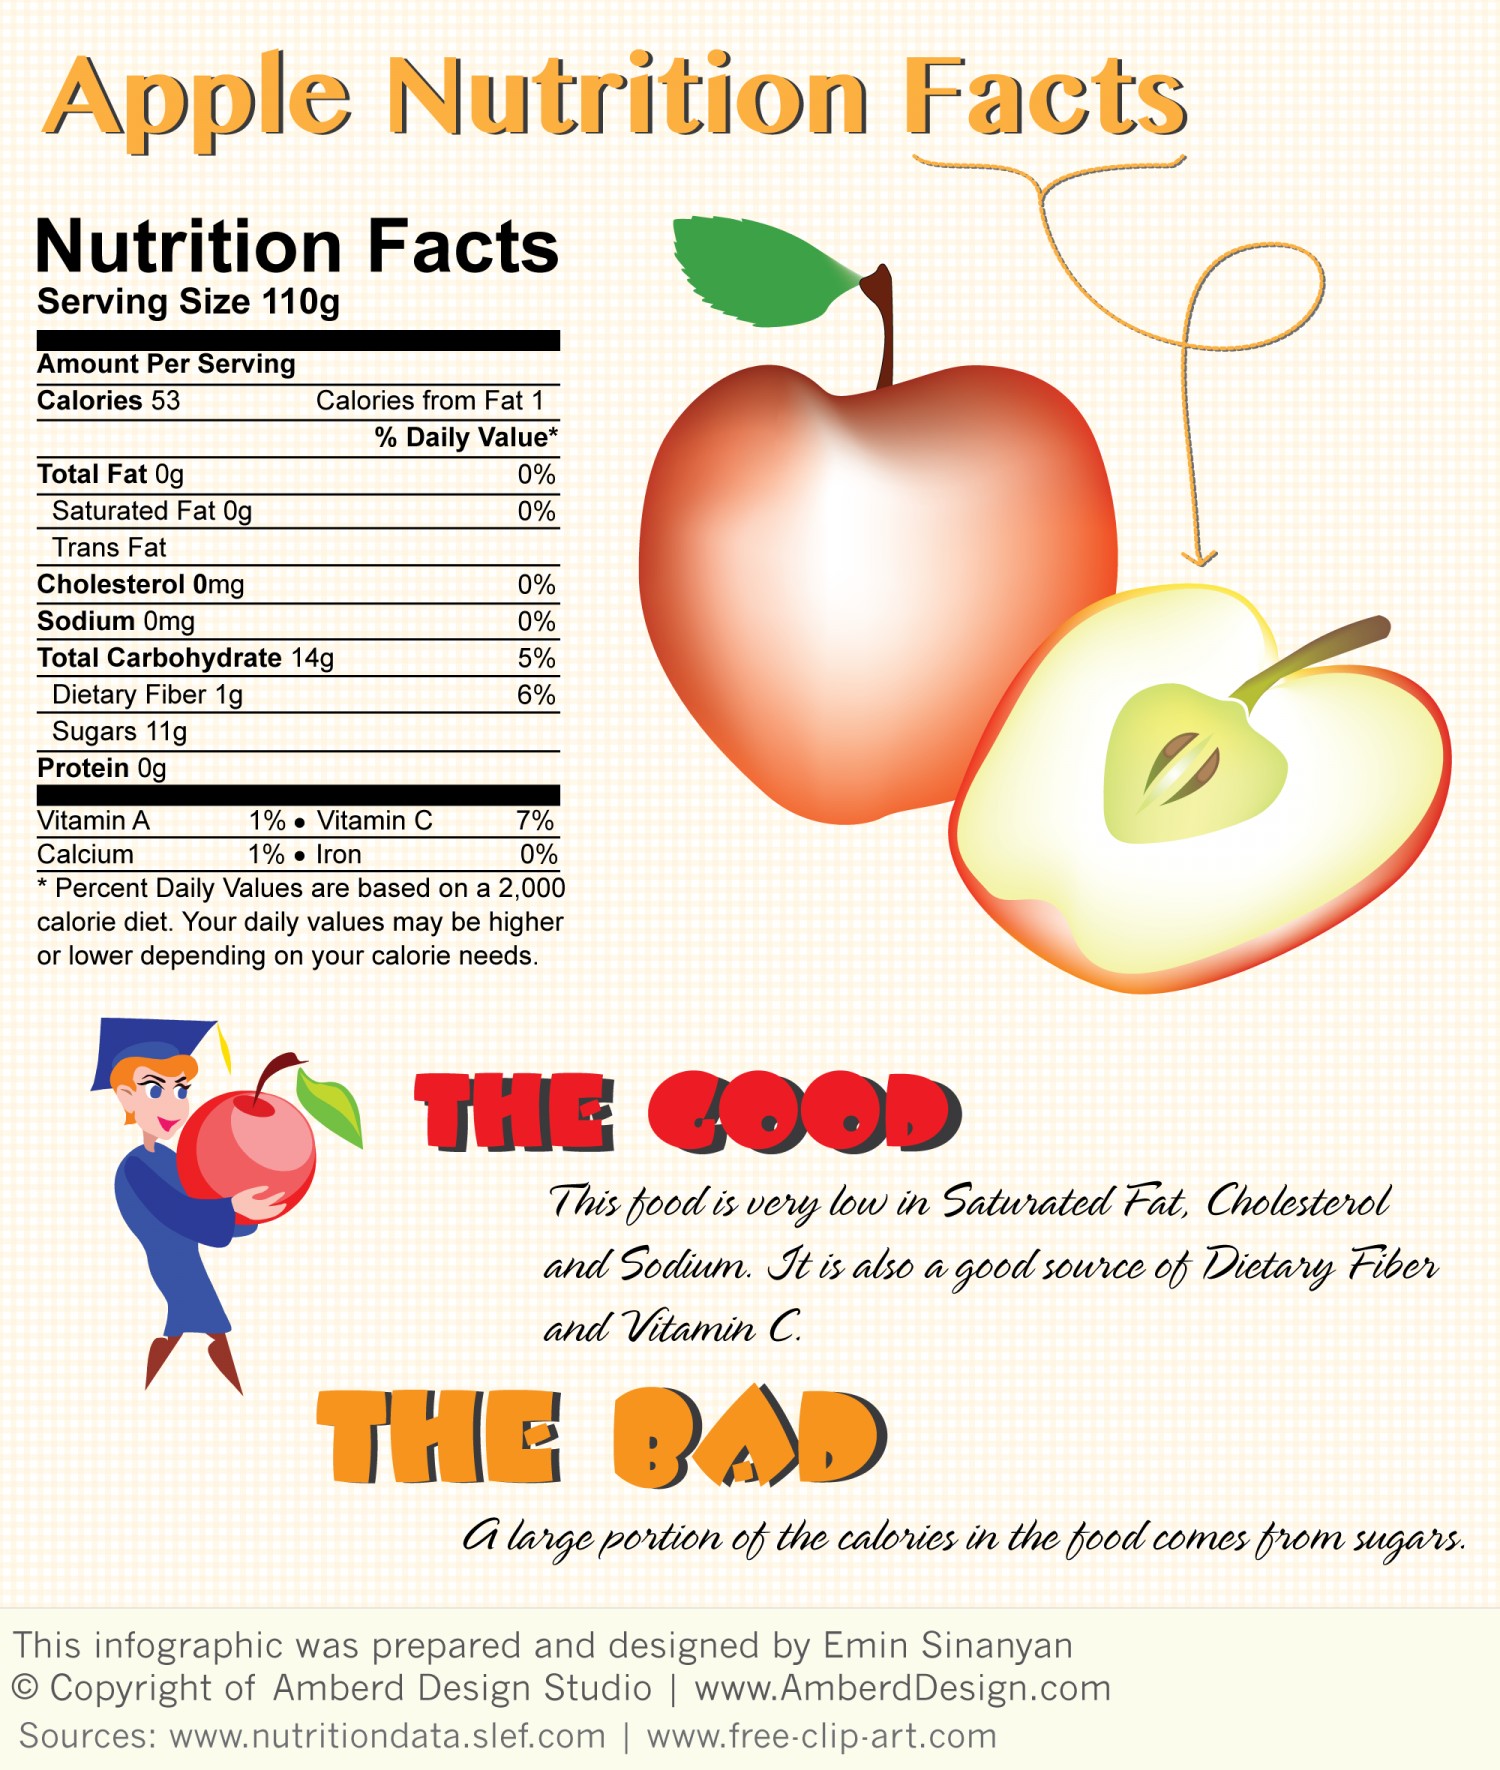 Apple Nutrition Facts
Nutrition Facts
Serving Size 110g
Amount Per Serving
Calories 53 Calories from Fat 1
% Daily Value*
Total Fat 0g 0%
Saturated Fat 0g 0%
Trans Fat
Cholesterol 0mg 0%
Sodium 0mg 0%
Total Carbohydrate 14g 5%
Dietary Fiber 1g 6%
Sugars 11g
Protein 0g
Vitamin A 1% • Vitamin C 7%
Calcium 1% • Iron 0%
* Percent Daily Values are based on a 2,000
calorie diet. Your daily values may be higher
or lower depending on your calorie needs.
THE GOOD
This food is very low in Saturated Fat, Cholesterol
and Sodium. It is also a good source of Dietary Fiber
and Vitamin C.
THE BAD
A large portion of the calories in the food comes from sugars.
This infographic was prepared and designed by Emin Sinanyan
© Copyright of Amberd Design Studio | www.AmberdDesign.com
Sources: www.nutritiondata.slef.com | www.free-clip-art.com